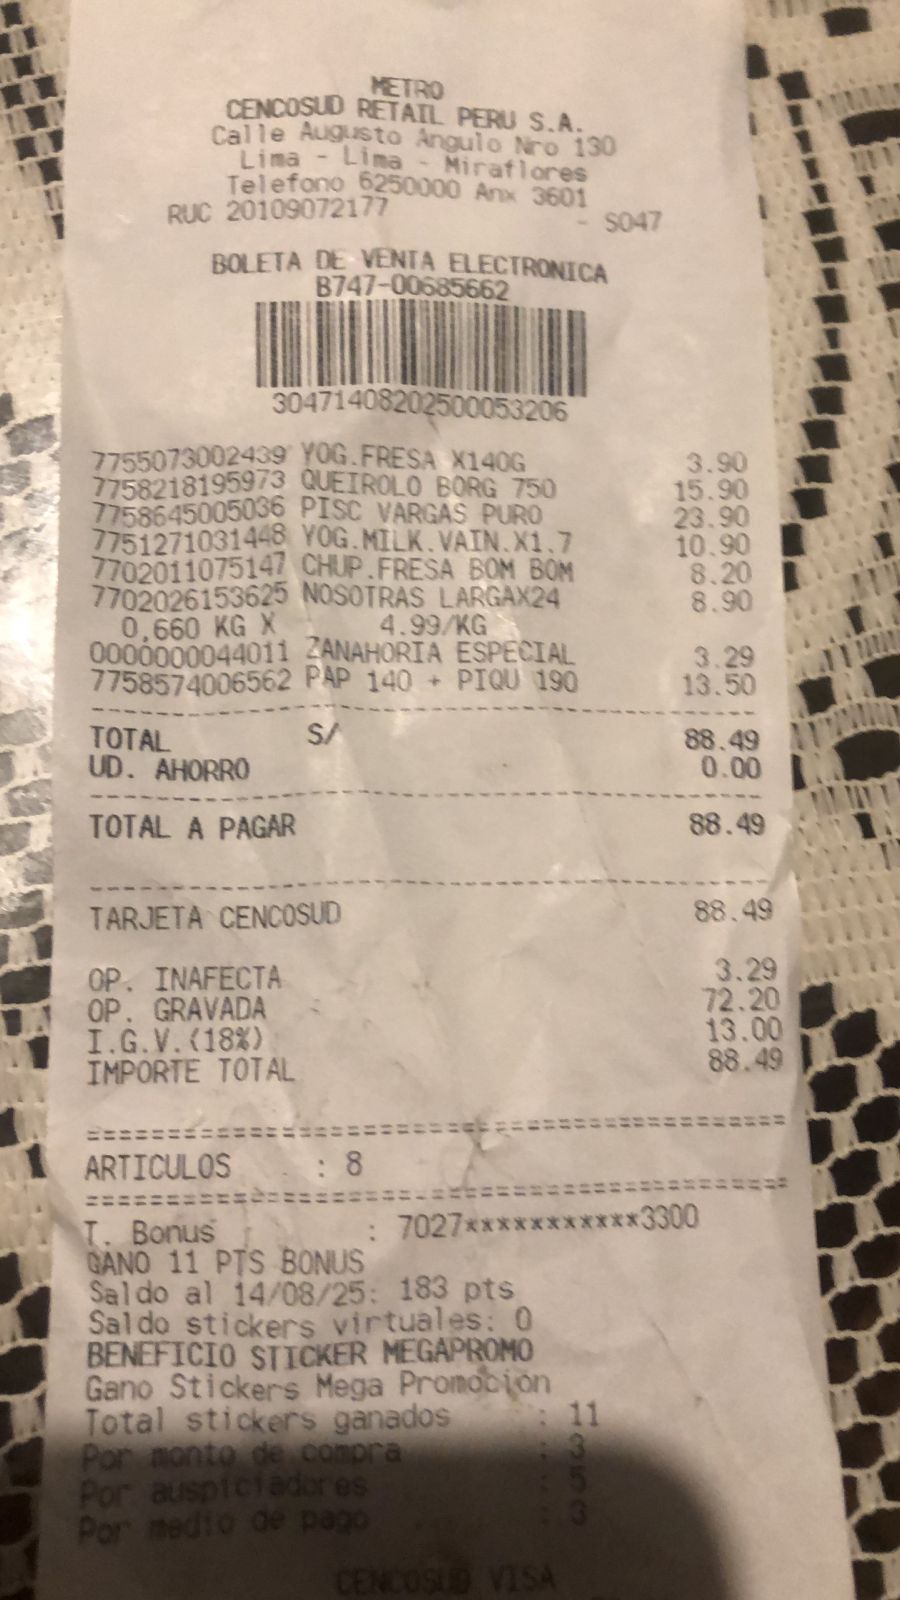 METRO
CENCOSUD RETAIL PERU S.A.
Calle Augusto Angulo Nro 130
Lima - Lima - Miraflores
Telefono 6250000 Anx 3601
RUC 20109072177 - S047
BOLETA DE VENTA ELECTRONICA
B747-00685662
30471408202500053206
7755073002439 YOG.FRESA X140G 3.90
7758218195973 QUEIROLO BORG 750 15.90
7758645005036 PISC VARGAS PURO 23.90
7751271031448 YOG.MILK.VAIN.X1.7 10.90
7702011075147 CHUP.FRESA BOM BOM 8.20
7702026153625 NOSOTRAS LARGAX24 8.90
0.660 KG X 4.99/KG
0000000044011 ZANAHORIA ESPECIAL 3.29
7758574006562 PAP 140 + PIQU 190 13.50
TOTAL S/ 88.49
UD. AHORRO 0.00
TOTAL A PAGAR 88.49
TARJETA CENCOSUD 88.49
OP. INAFECTA 3.29
OP. GRAVADA 72.20
I.G.V.(18%) 13.00
IMPORTE TOTAL 88.49
ARTICULOS : 8
T. Bonus : 7027***********3300
GANO 11 PTS BONUS
Saldo al 14/08/25: 183 pts
Saldo stickers virtuales: 0
BENEFICIO STICKER MEGAPROMO
Gano Stickers Mega Promocion
Total stickers ganados : 11
Por monto de compra : 3
Por auspiciadores : 5
Por medio de pago : 3
CENCOSUD VISA